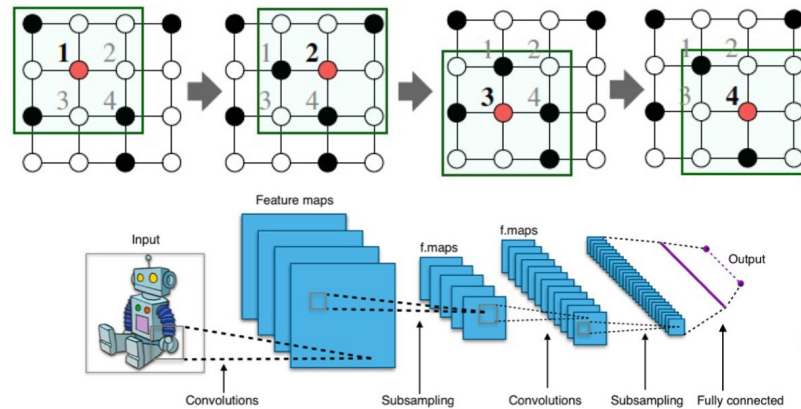 1 2
3 4
1 2
3 4
1 2
3 4
1 2
3 4
Feature maps
Input
f.maps
f.maps
Output
Convolutions
Subsampling
Convolutions
Subsampling
Fully connected